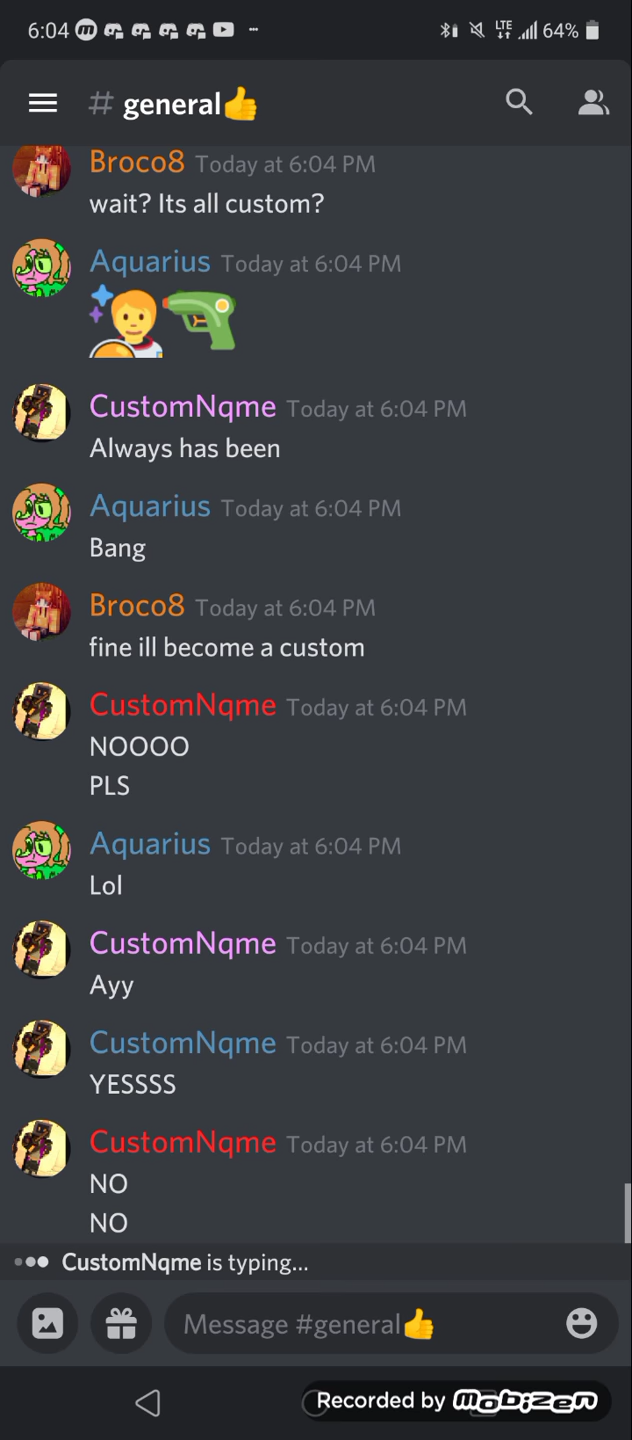 6:04 LTE 64%
# general👍
Broco8 Today at 6:04 PM
wait? Its all custom?
Aquarius Today at 6:04 PM
CustomNqme Today at 6:04 PM
Always has been
Aquarius Today at 6:04 PM
Bang
Broco8 Today at 6:04 PM
fine ill become a custom
CustomNqme Today at 6:04 PM
NOOOO
PLS
Aquarius Today at 6:04 PM
Lol
CustomNqme Today at 6:04 PM
Ayy
CustomNqme Today at 6:04 PM
YESSSS
CustomNqme Today at 6:04 PM
NO
NO
CustomNqme is typing...
Message #general👍
Recorded by mobizen